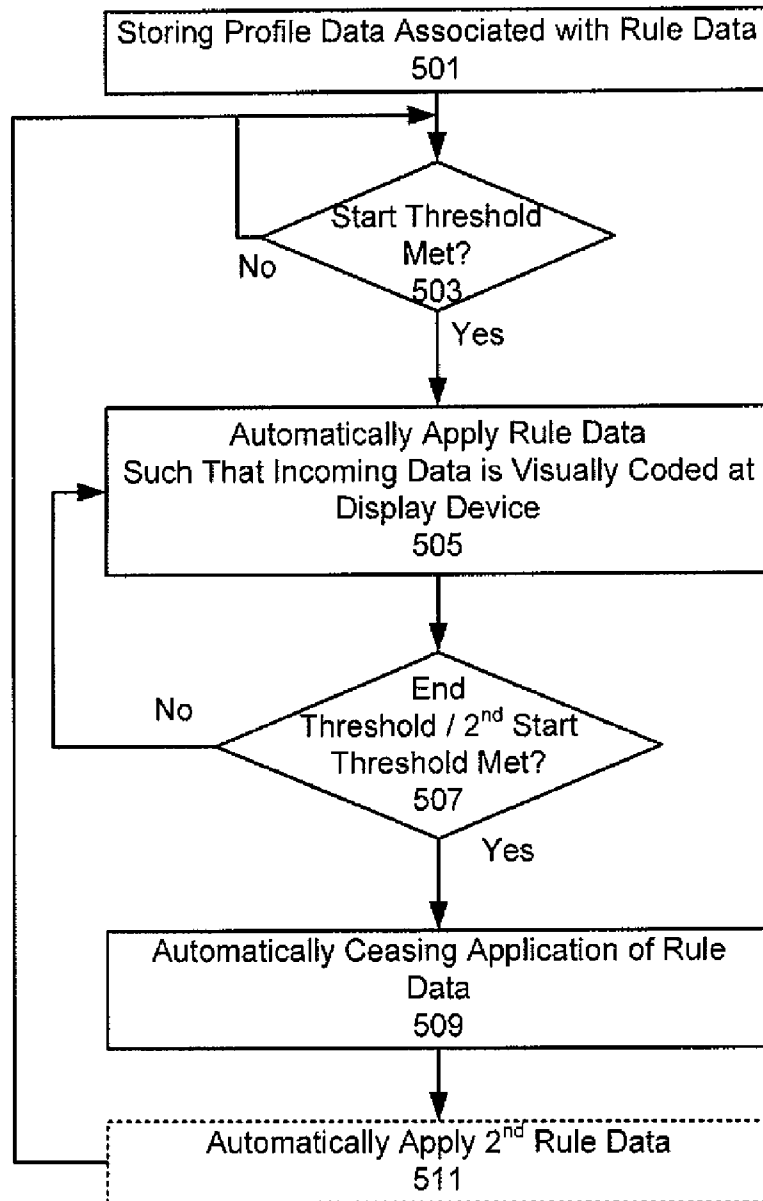 Storing Profile Data Associated with Rule Data
501
Start Threshold
Met?
503
No
Yes
Automatically Apply Rule Data
Such That Incoming Data is Visually Coded at
Display Device
505
No
End
Threshold / 2nd Start
Threshold Met?
507
Yes
Automatically Ceasing Application of Rule
Data
509
Automatically Apply 2nd Rule Data
511